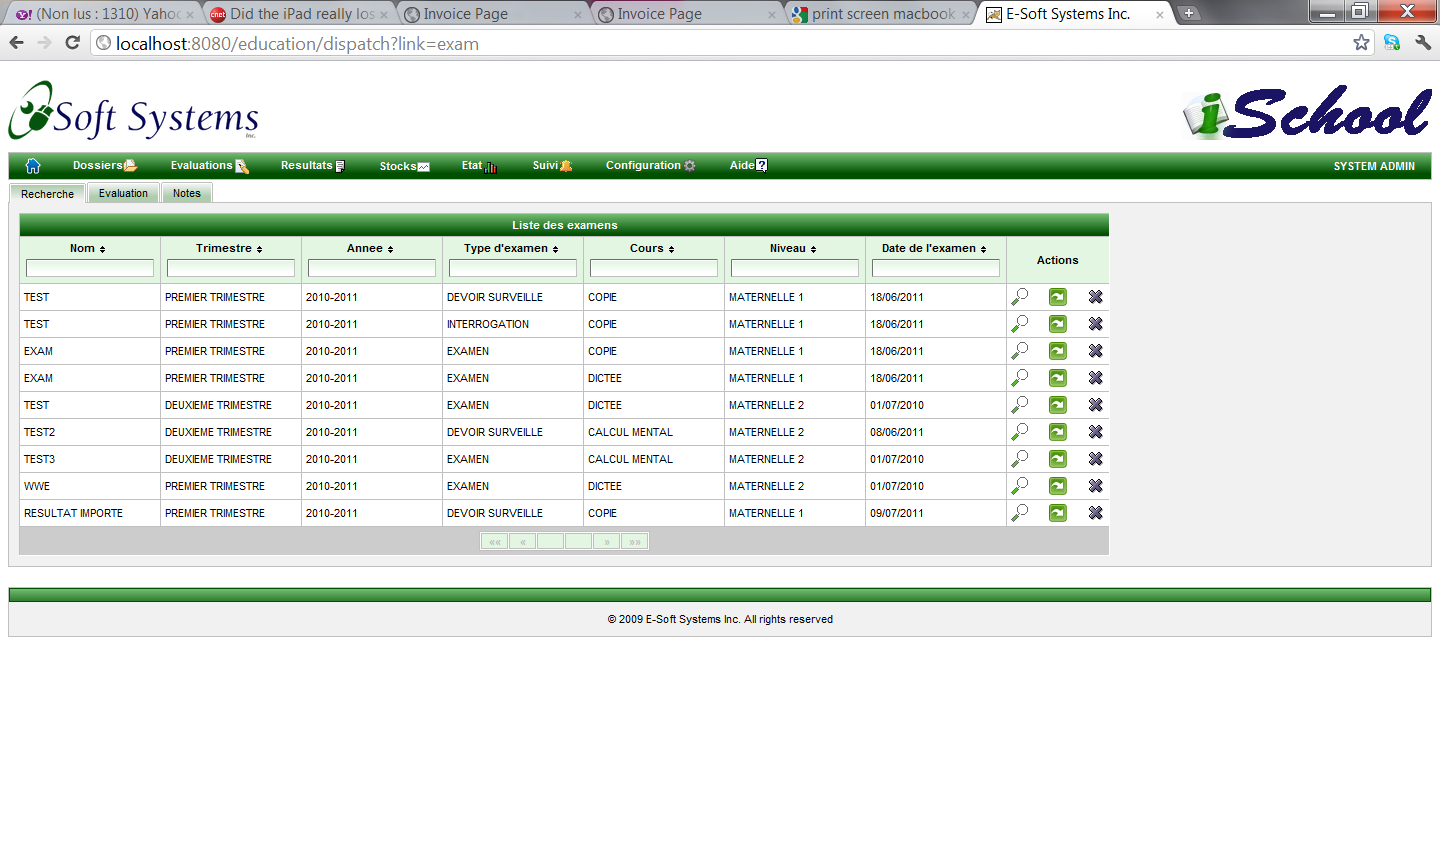 (Non lus : 1310) Yahoo
Did the iPad really los
Invoice Page
Invoice Page
print screen macbook
E-Soft Systems Inc.
localhost:8080/education/dispatch?link=exam
Soft Systems Inc.
iSchool
Dossiers Evaluations Resultats Stocks Etat Suivi Configuration Aide SYSTEM ADMIN
Recherche Evaluation Notes
Liste des examens
Nom Trimestre Annee Type d'examen Cours Niveau Date de l'examen Actions
TEST PREMIER TRIMESTRE 2010-2011 DEVOIR SURVEILLE COPIE MATERNELLE 1 18/06/2011
TEST PREMIER TRIMESTRE 2010-2011 INTERROGATION COPIE MATERNELLE 1 18/06/2011
EXAM PREMIER TRIMESTRE 2010-2011 EXAMEN COPIE MATERNELLE 1 18/06/2011
EXAM PREMIER TRIMESTRE 2010-2011 EXAMEN DICTEE MATERNELLE 1 18/06/2011
TEST DEUXIEME TRIMESTRE 2010-2011 EXAMEN DICTEE MATERNELLE 2 01/07/2010
TEST2 DEUXIEME TRIMESTRE 2010-2011 DEVOIR SURVEILLE CALCUL MENTAL MATERNELLE 2 08/06/2011
TEST3 DEUXIEME TRIMESTRE 2010-2011 EXAMEN CALCUL MENTAL MATERNELLE 2 01/07/2010
WWE PREMIER TRIMESTRE 2010-2011 EXAMEN DICTEE MATERNELLE 2 01/07/2010
RESULTAT IMPORTE PREMIER TRIMESTRE 2010-2011 DEVOIR SURVEILLE COPIE MATERNELLE 1 09/07/2011
«« « » »»
© 2009 E-Soft Systems Inc. All rights reserved